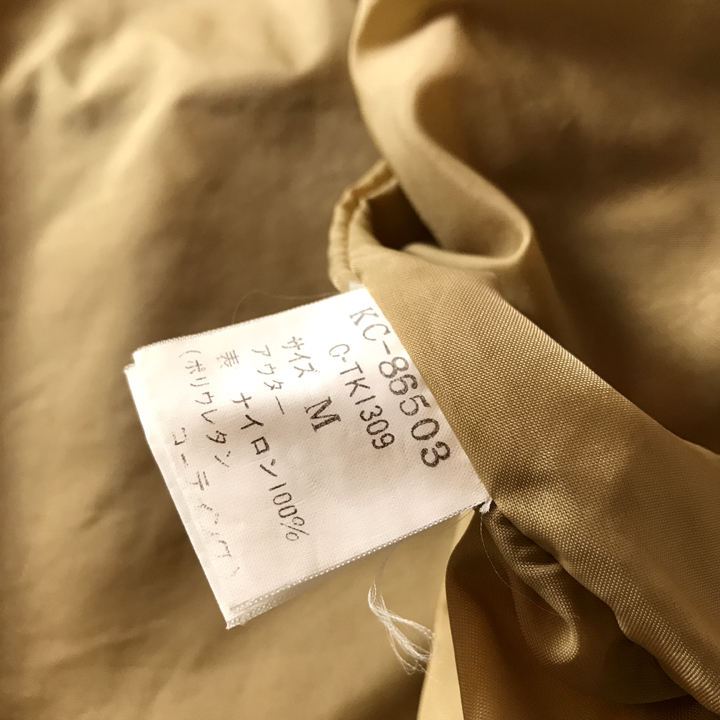 KC-86503
C-TK1309
サイズ M
アウター
表 ナイロン100%
(ポリウレタン
コーティング)